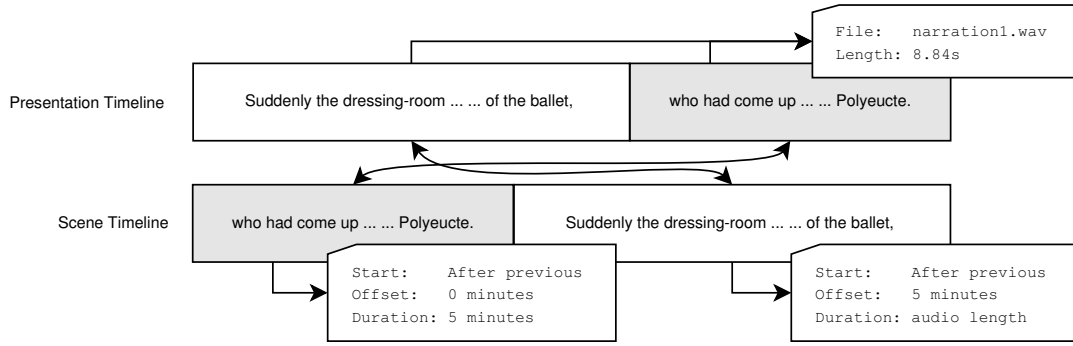 File:   narration1.wav
Length: 8.84s
Presentation Timeline
Suddenly the dressing-room ... ... of the ballet,
who had come up ... ... Polyeucte.
Scene Timeline
who had come up ... ... Polyeucte.
Suddenly the dressing-room ... ... of the ballet,
Start:    After previous
Offset:   0 minutes
Duration: 5 minutes
Start:    After previous
Offset:   5 minutes
Duration: audio length